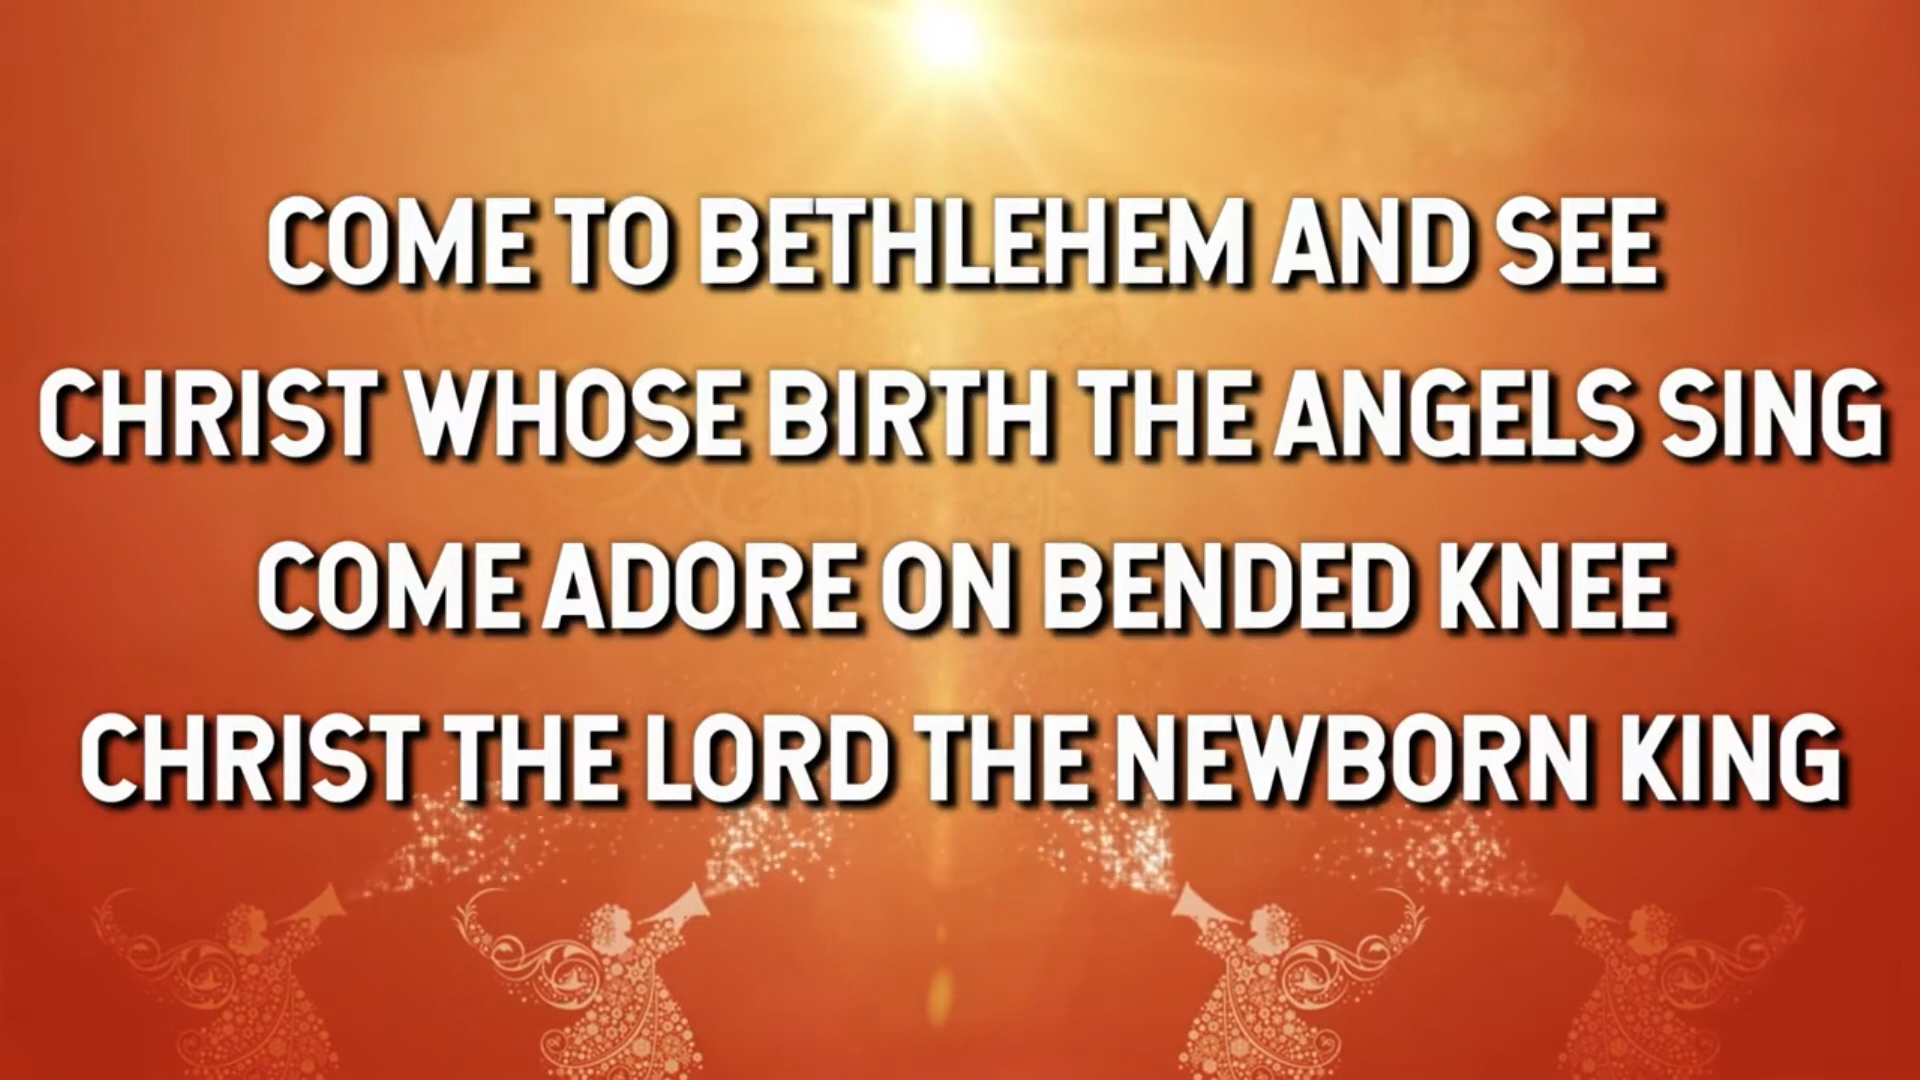 COME TO BETHLEHEM AND SEE
CHRIST WHOSE BIRTH THE ANGELS SING
COME ADORE ON BENDED KNEE
CHRIST THE LORD THE NEWBORN KING